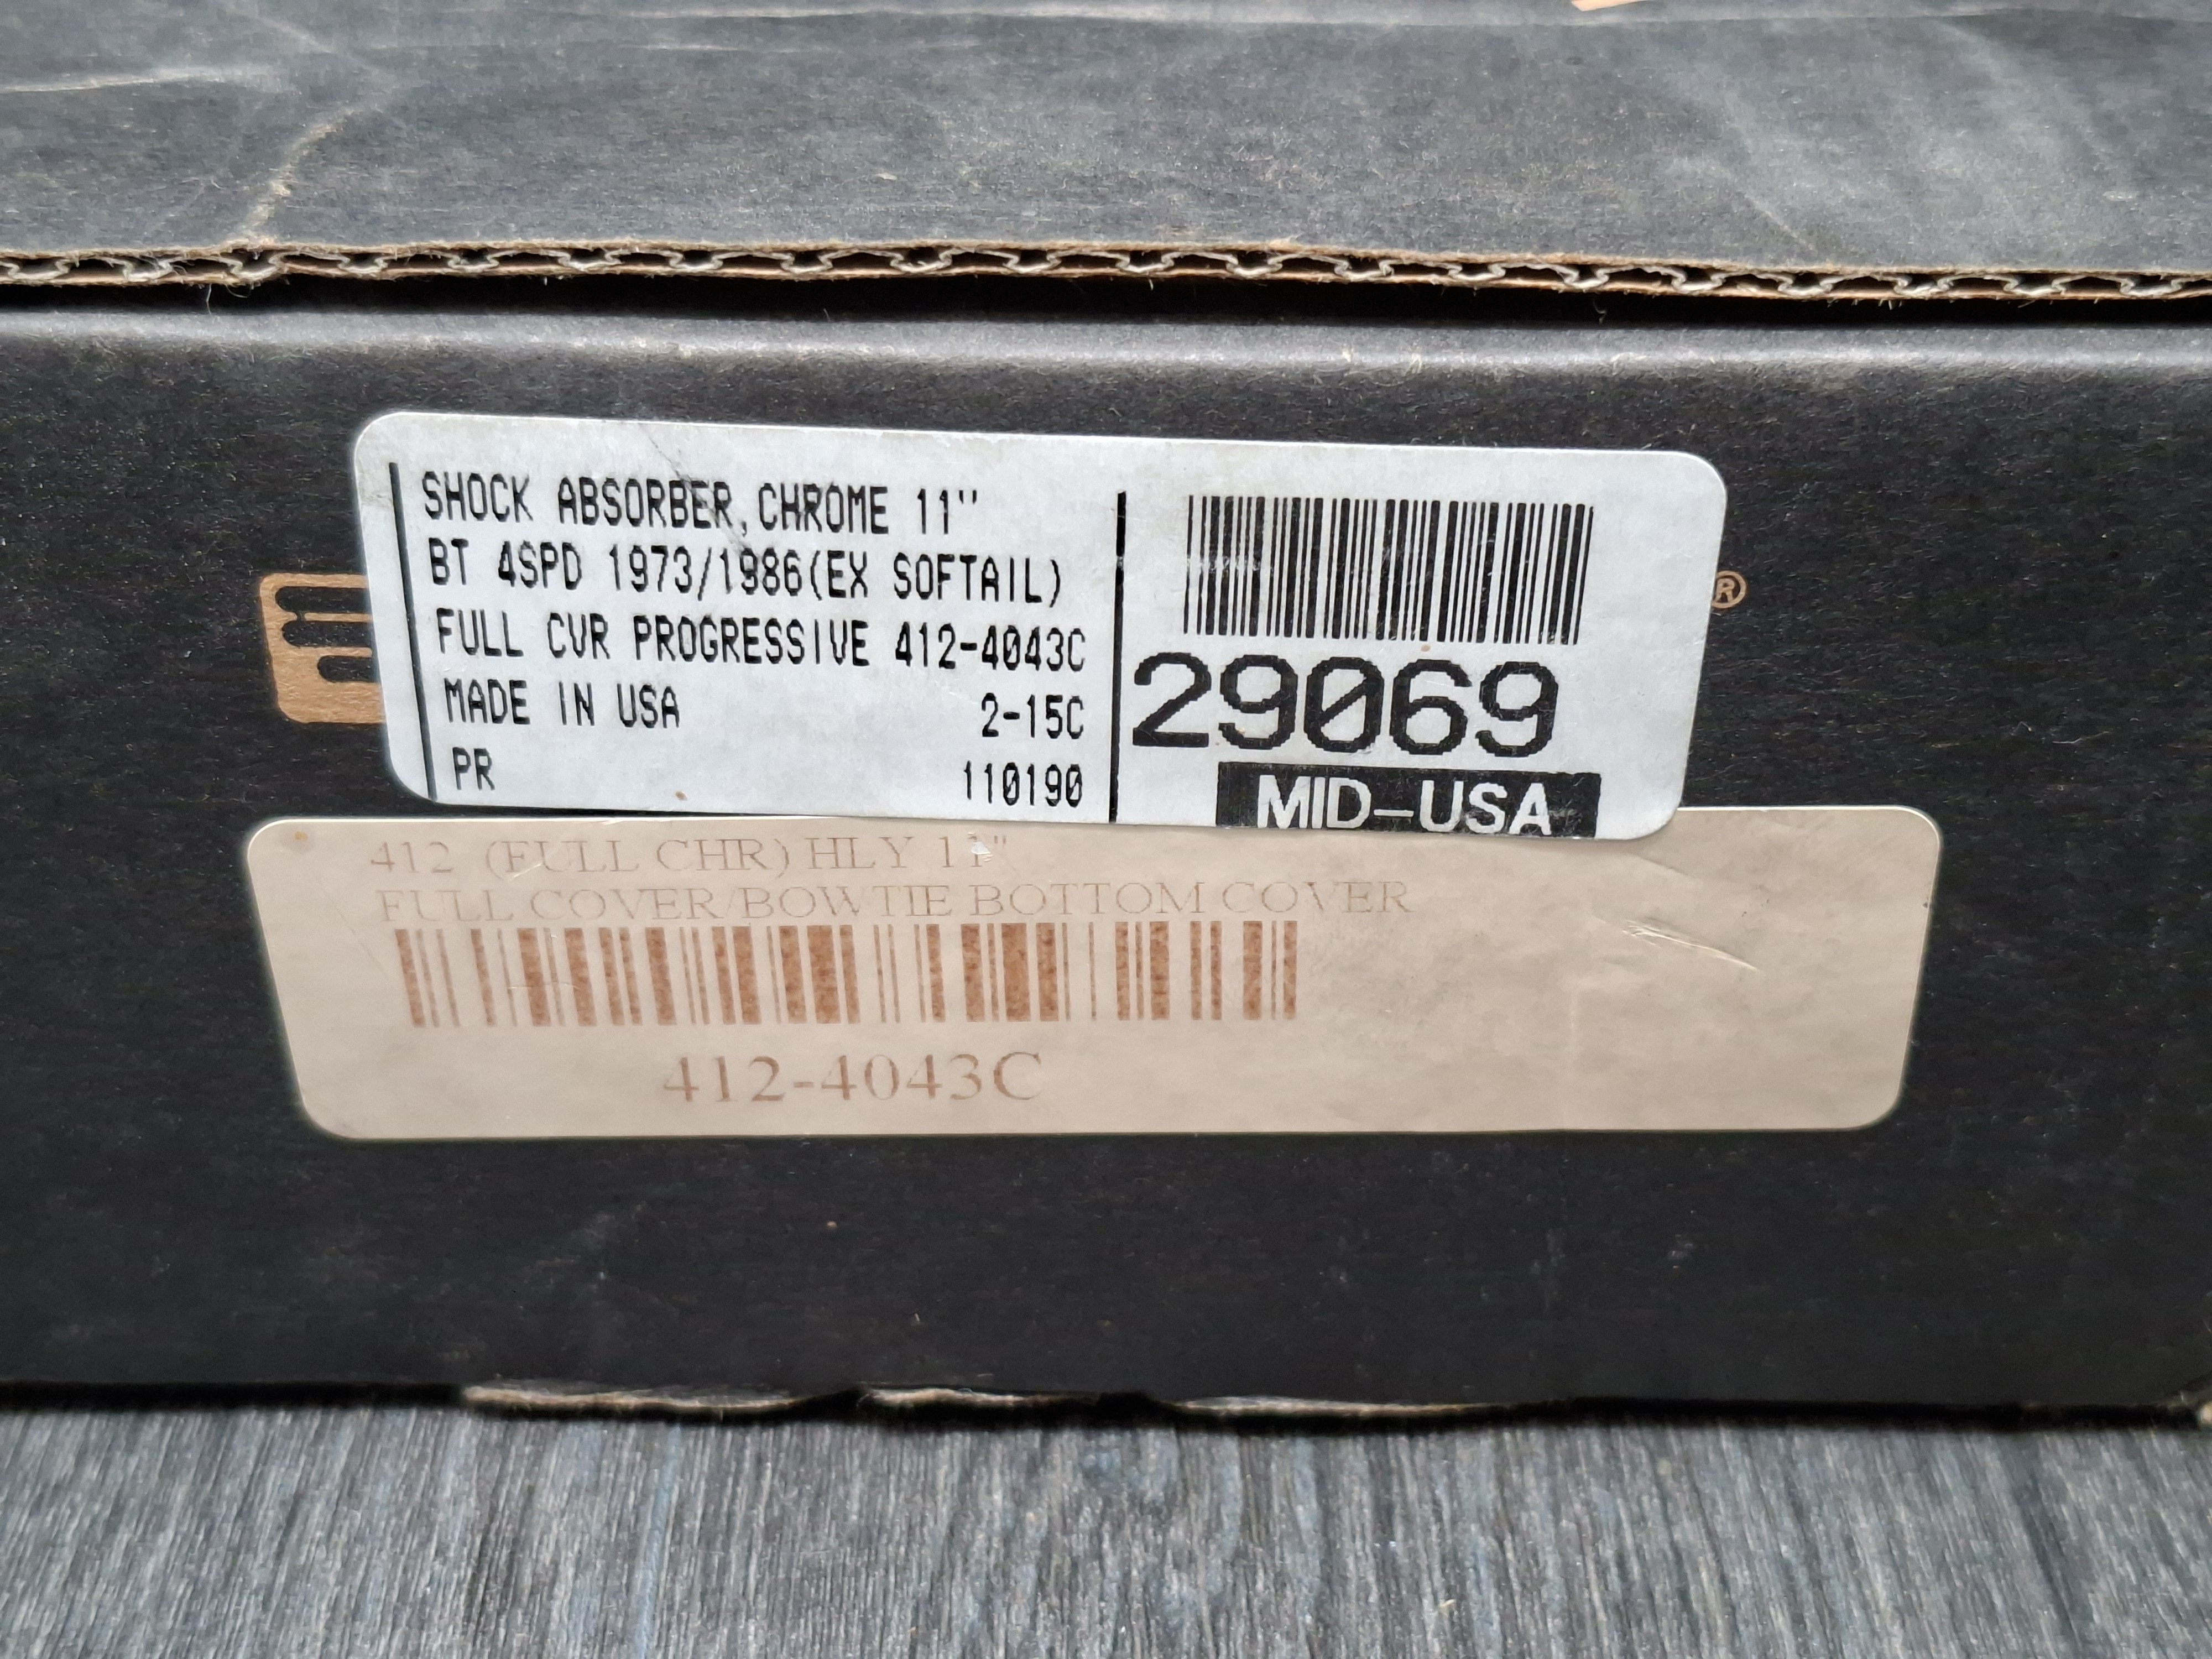 SHOCK ABSORBER,CHROME 11"
BT 4SPD 1973/1986(EX SOFTAIL)
FULL CVR PROGRESSIVE 412-4043C
MADE IN USA 2-15C
PR 110190
29069
MID-USA
®
412 (FULL CHR) HLY 11"
FULL COVER/BOWTIE BOTTOM COVER
412-4043C